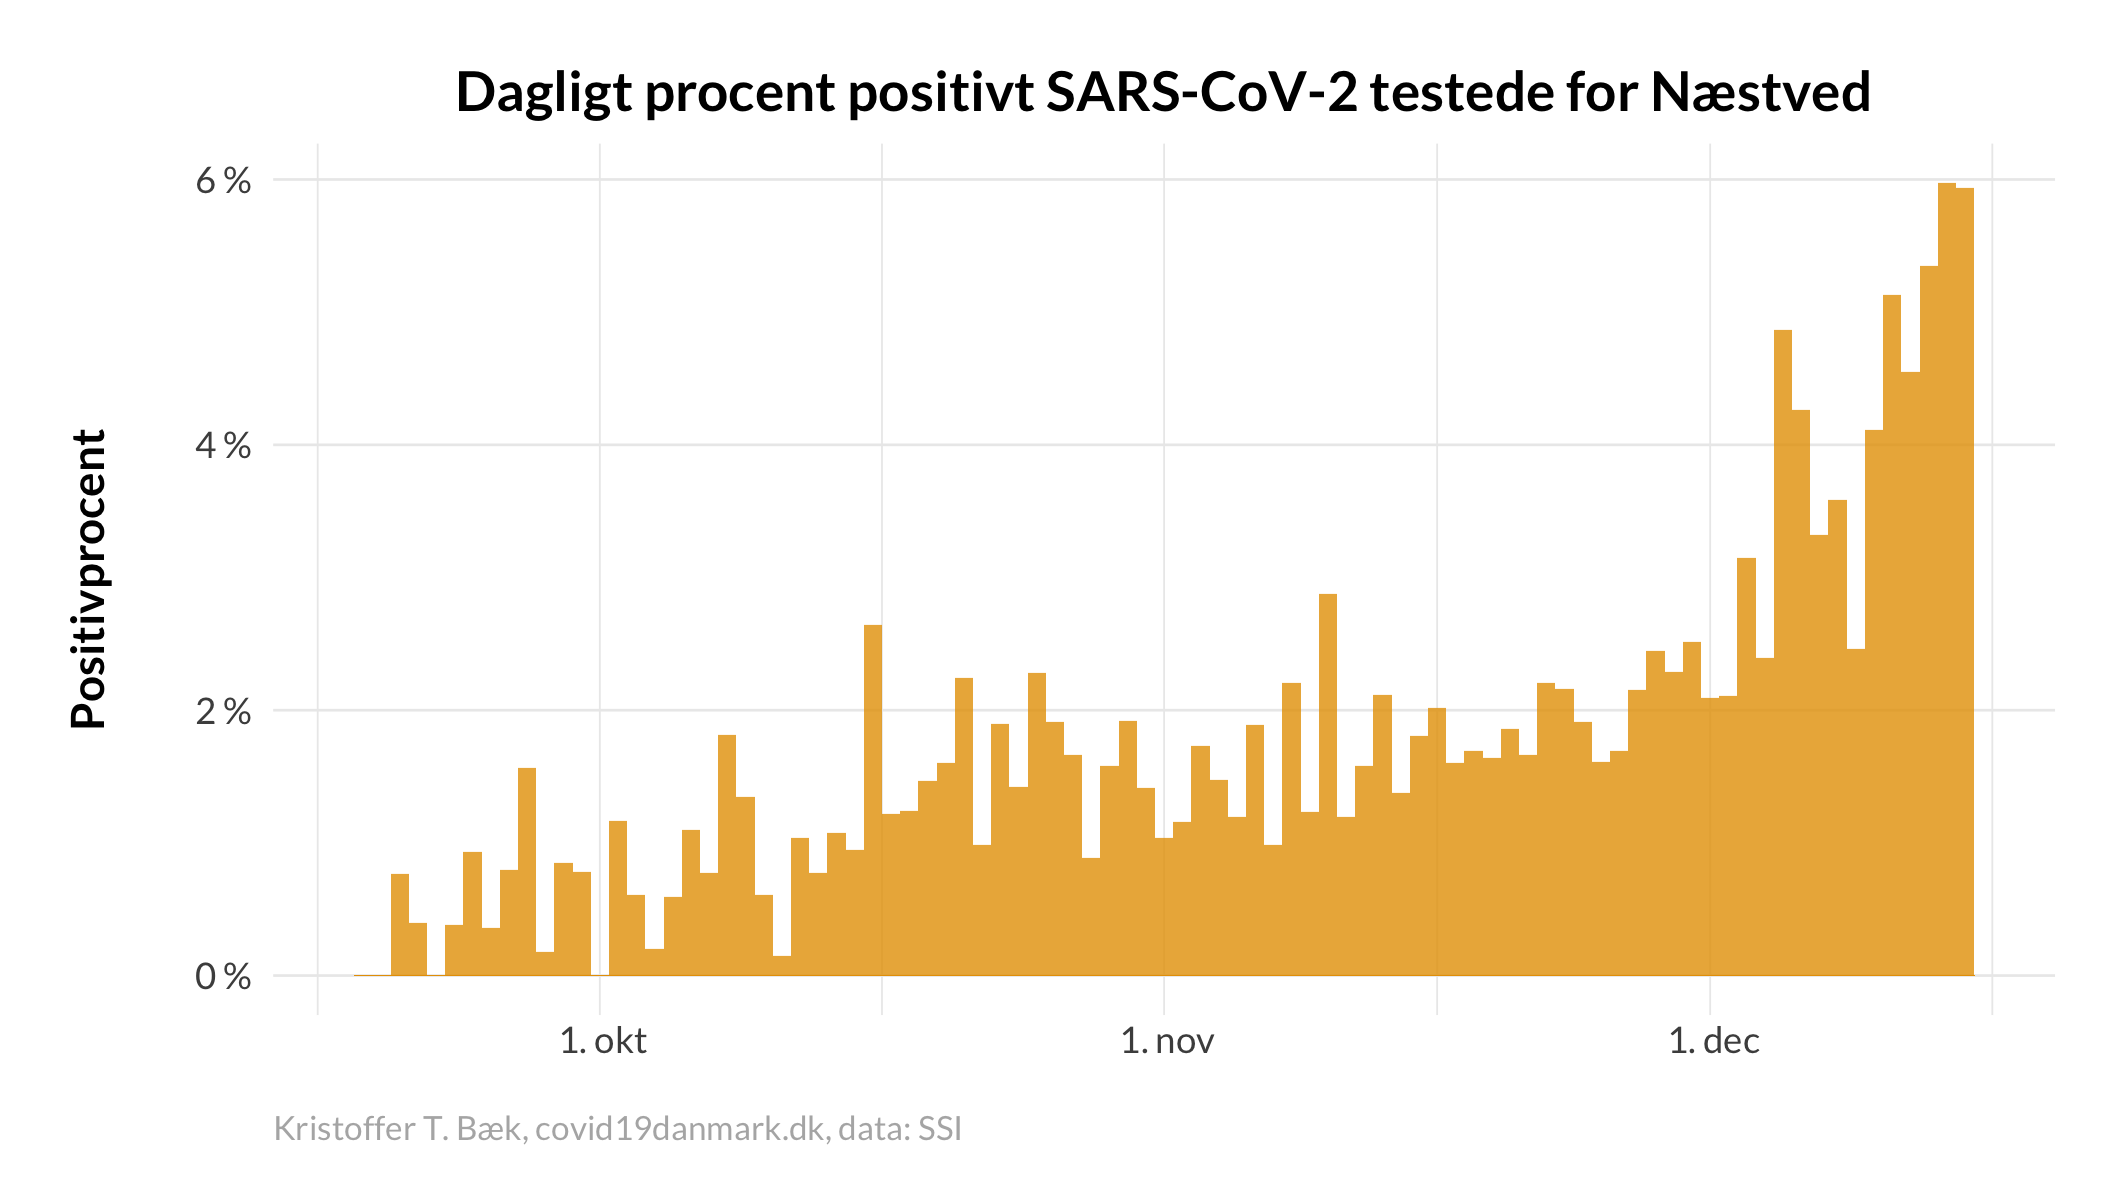 Dagligt procent positivt SARS-CoV-2 testede for Næstved
Positivprocent
6 %
4 %
2 %
0 %
1. okt
1. nov
1. dec
Kristoffer T. Bæk, covid19danmark.dk, data: SSI